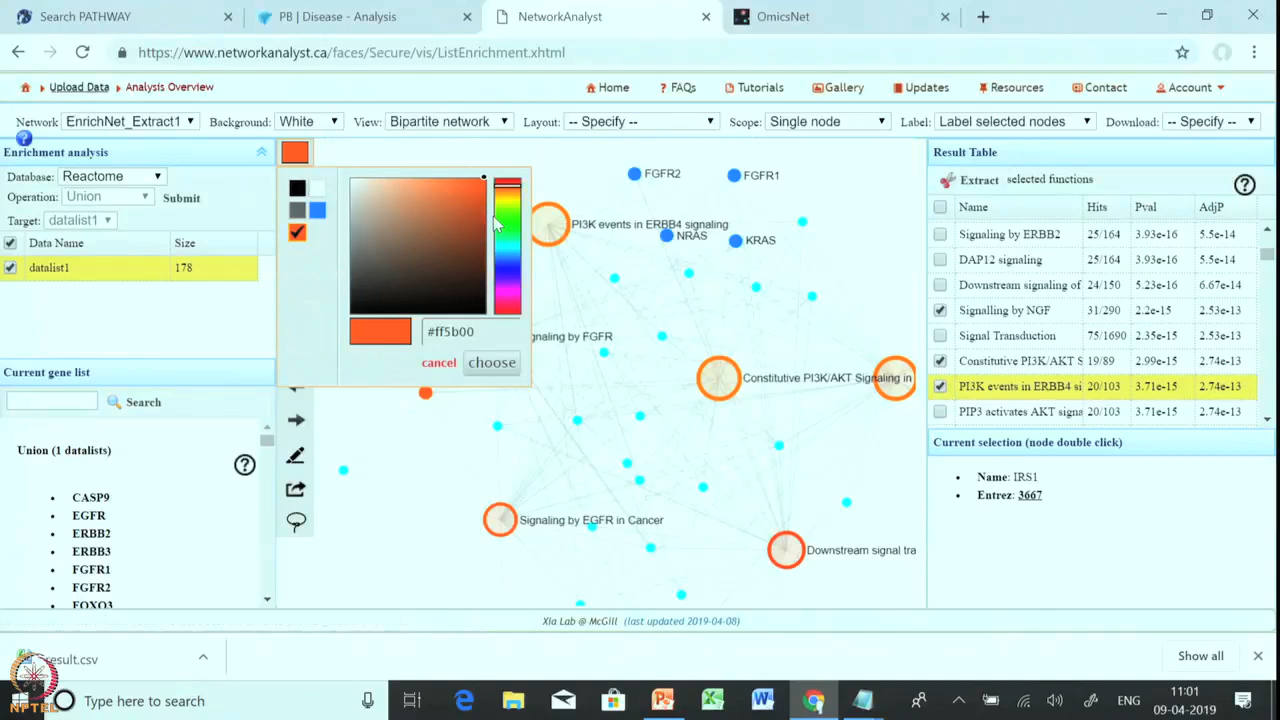 Search PATHWAY
PB | Disease - Analysis
NetworkAnalyst
OmicsNet
https://www.networkanalyst.ca/faces/Secure/vis/ListEnrichment.xhtml
Upload Data
Analysis Overview
Home
? FAQs
Tutorials
Gallery
Updates
Resources
Contact
Account
Network EnrichNet_Extract1
Background: White
View: Bipartite network
Layout: -- Specify --
Scope: Single node
Label: Label selected nodes
Download: -- Specify --
Enrichment analysis
Database: Reactome
Operation: Union
Submit
Target: datalist1
Data Name Size
datalist1 178
Current gene list
Search
Union (1 datalists)
CASP9
EGFR
ERBB2
ERBB3
FGFR1
FGFR2
FOXO3
#ff5b00
cancel
choose
FGFR2
FGFR1
PI3K events in ERBB4 signaling
NRAS
KRAS
gnaling by FGFR
Constitutive PI3K/AKT Signaling in
Signaling by EGFR in Cancer
Downstream signal tra
Result Table
Extract selected functions
Name Hits Pval AdjP
Signaling by ERBB2 25/164 3.93e-16 5.5e-14
DAP12 signaling 25/164 3.93e-16 5.5e-14
Downstream signaling of 24/150 5.23e-16 6.67e-14
Signalling by NGF 31/290 2.2e-15 2.53e-13
Signal Transduction 75/1690 2.35e-15 2.53e-13
Constitutive PI3K/AKT S 19/89 2.99e-15 2.74e-13
PI3K events in ERBB4 si 20/103 3.71e-15 2.74e-13
PIP3 activates AKT signa 20/103 3.71e-15 2.74e-13
Current selection (node double click)
Name: IRS1
Entrez: 3667
Xia Lab @ McGill (last updated 2019-04-08)
result.csv
Show all
NPTEL
Type here to search
ENG
11:01
09-04-2019